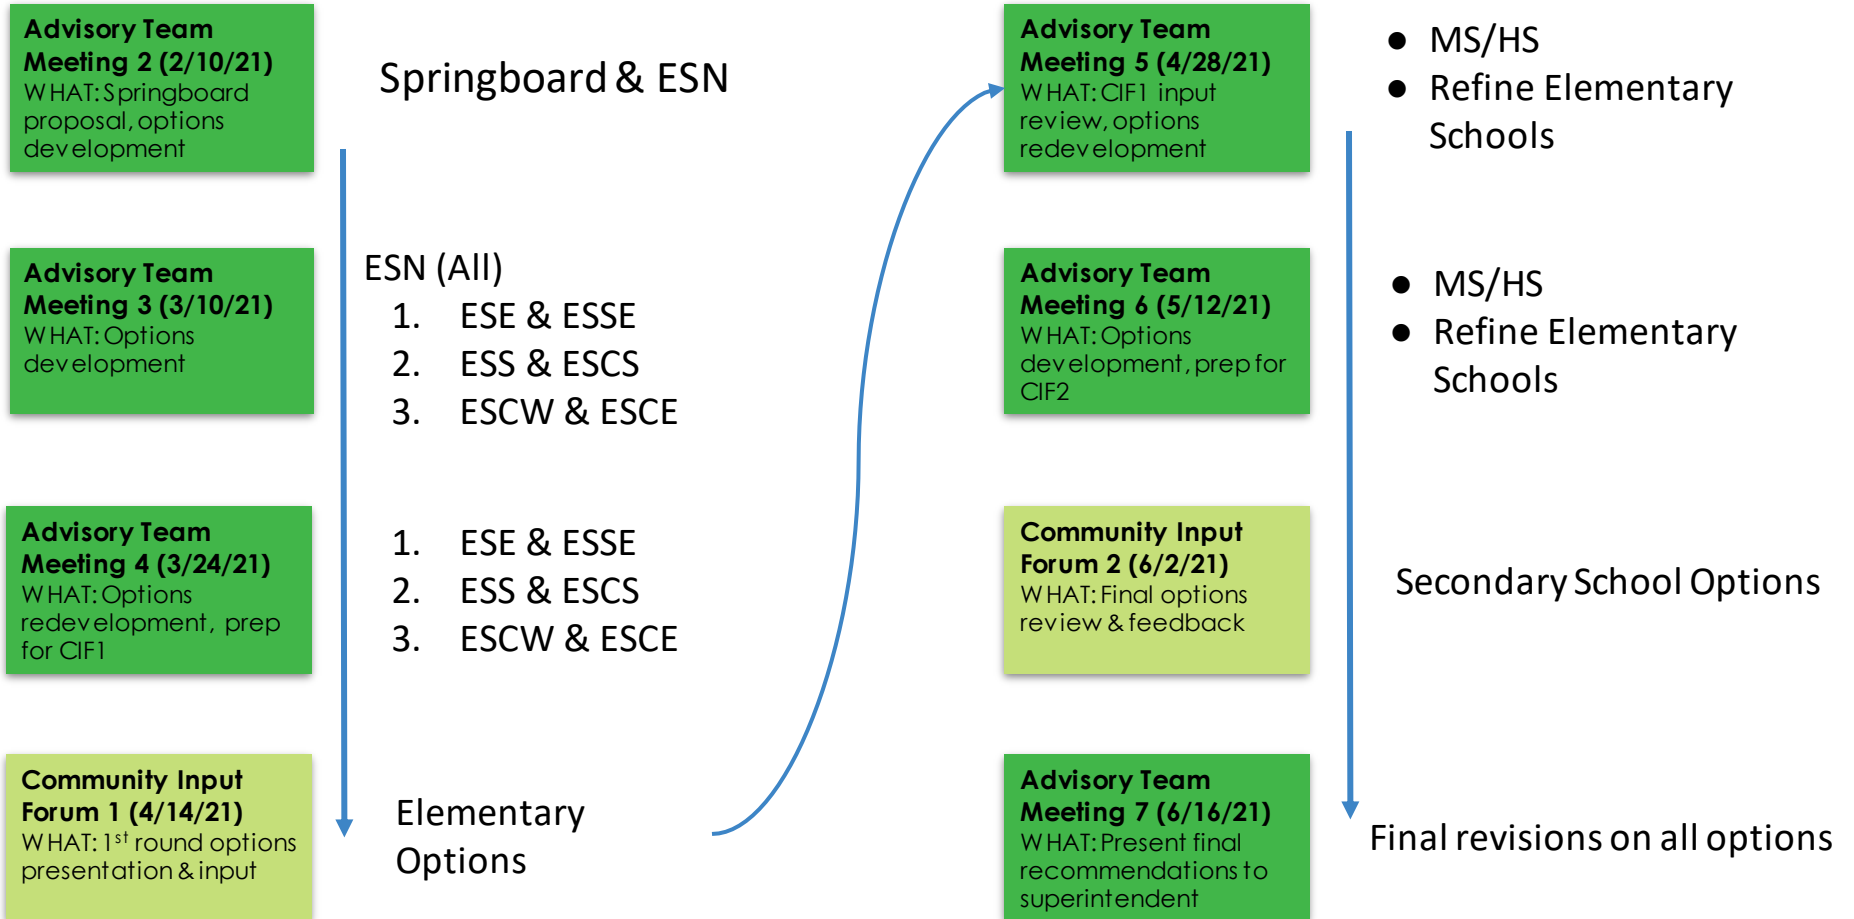 Advisory Team
Meeting 2 (2/10/21)
WHAT: Springboard
proposal, options
development
Springboard & ESN
Advisory Team
Meeting 3 (3/10/21)
WHAT: Options
development
ESN (All)
1. ESE & ESSE
2. ESS & ESCS
3. ESCW & ESCE
Advisory Team
Meeting 4 (3/24/21)
WHAT: Options
redevelopment, prep
for CIF1
1. ESE & ESSE
2. ESS & ESCS
3. ESCW & ESCE
Community Input
Forum 1 (4/14/21)
WHAT: 1st round options
presentation & input
Elementary
Options
Advisory Team
Meeting 5 (4/28/21)
WHAT: CIF1 input
review, options
redevelopment
● MS/HS
● Refine Elementary
Schools
Advisory Team
Meeting 6 (5/12/21)
WHAT: Options
development, prep for
CIF2
● MS/HS
● Refine Elementary
Schools
Community Input
Forum 2 (6/2/21)
WHAT: Final options
review & feedback
Secondary School Options
Advisory Team
Meeting 7 (6/16/21)
WHAT: Present final
recommendations to
superintendent
Final revisions on all options